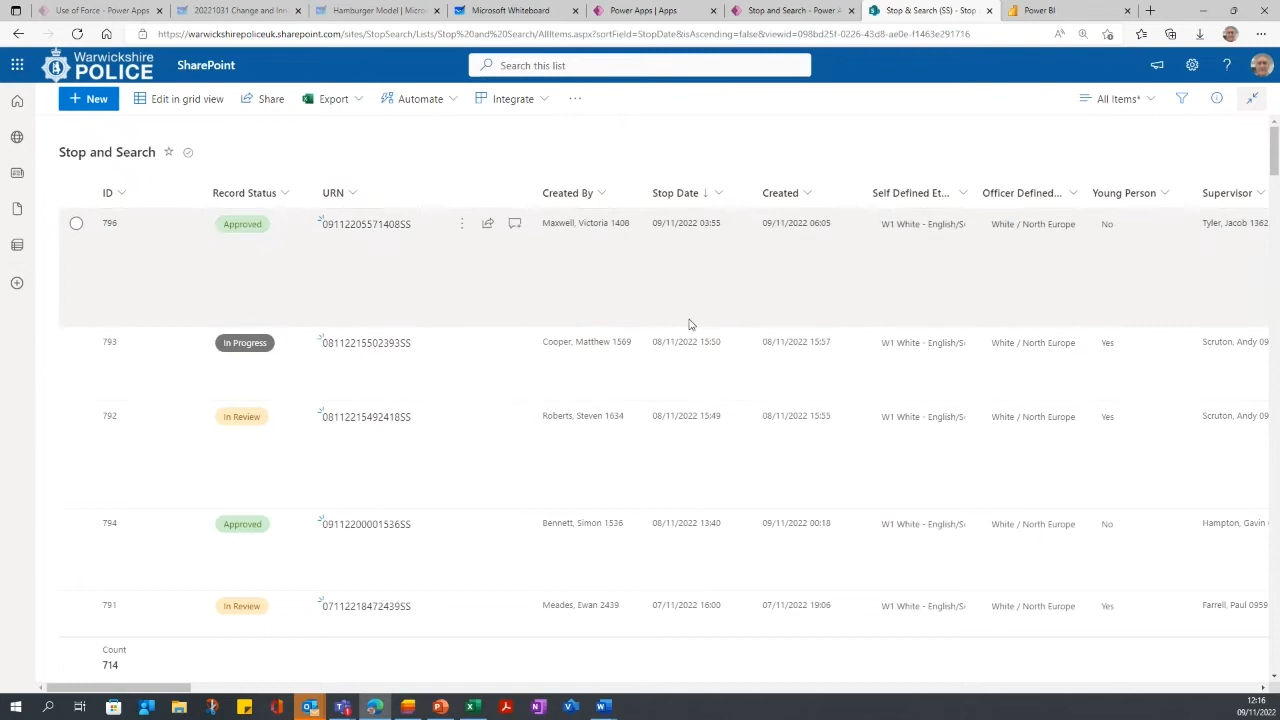 Use of Force - Power Apps
20221031 Change and Inn
Hamburger Model | Micros
Microsoft Whiteboard
Power Apps | Apps
Stop and Search - Power A
Stop & Search (SS) - Stop
Power BI
https://warwickshirepoliceuk.sharepoint.com/sites/StopSearch/Lists/Stop%20and%20Search/AllItems.aspx?sortField=StopDate&isAscending=false&viewid=098bd25f-0226-43d8-ae0e-f1463e291716
Warwickshire
POLICE
SharePoint
Search this list
New
Edit in grid view
Share
Export
Automate
Integrate
All Items*
Stop and Search
ID Record Status URN Created By Stop Date Created Self Defined Et... Officer Defined... Young Person Supervisor
796 Approved 09112205571408SS Maxwell, Victoria 1408 09/11/2022 03:55 09/11/2022 06:05 W1 White - English/S White / North Europe No Tyler, Jacob 1362
793 In Progress 08112215502393SS Cooper, Matthew 1569 08/11/2022 15:50 08/11/2022 15:57 W1 White - English/S White / North Europe Yes Scruton, Andy 09
792 In Review 08112215492418SS Roberts, Steven 1634 08/11/2022 15:49 08/11/2022 15:55 W1 White - English/S White / North Europe Yes Scruton, Andy 09
794 Approved 09112200001536SS Bennett, Simon 1536 08/11/2022 13:40 09/11/2022 00:18 W1 White - English/S White / North Europe No Hampton, Gavin
791 In Review 07112218472439SS Meades, Ewan 2439 07/11/2022 16:00 07/11/2022 19:06 W1 White - English/S White / North Europe Yes Farrell, Paul 0959
Count
714
12:16
09/11/2022